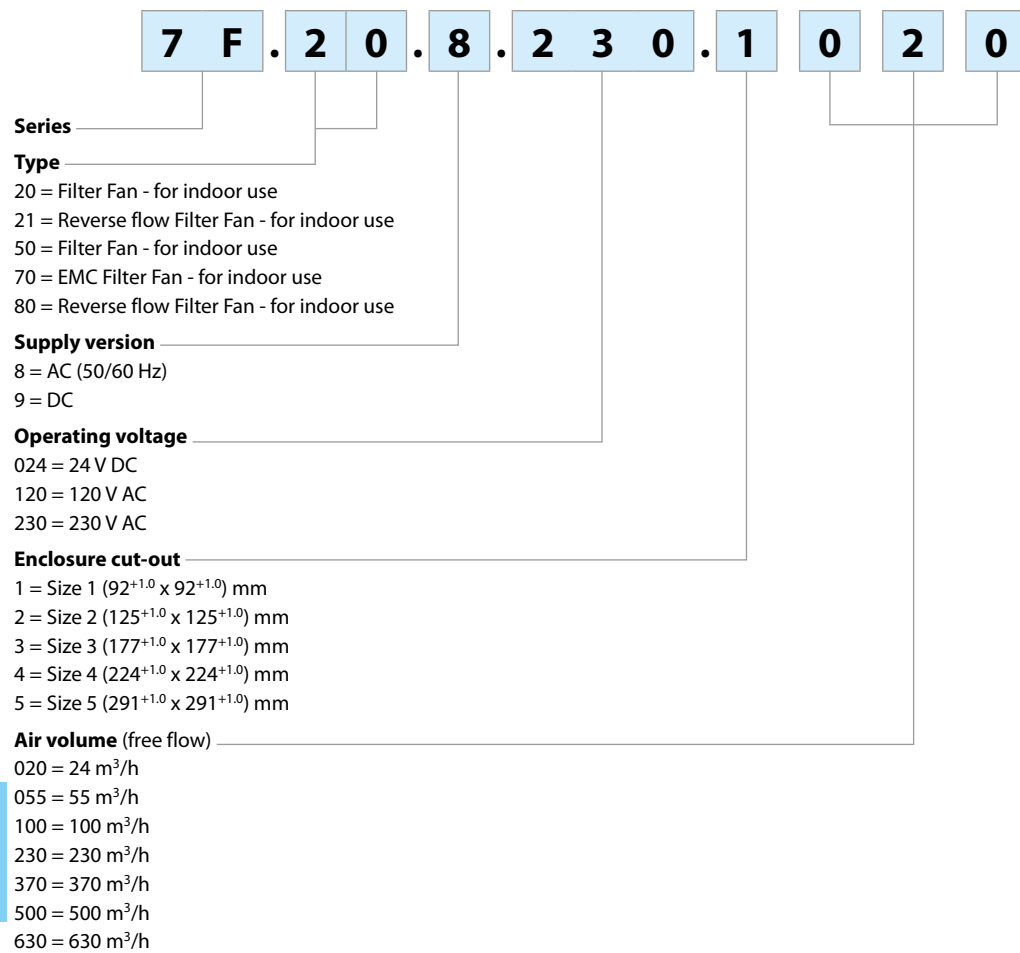 7 F . 2 0 . 8 . 2 3 0 . 1 0 2 0
Series
Type
20 = Filter Fan - for indoor use
21 = Reverse flow Filter Fan - for indoor use
50 = Filter Fan - for indoor use
70 = EMC Filter Fan - for indoor use
80 = Reverse flow Filter Fan - for indoor use
Supply version
8 = AC (50/60 Hz)
9 = DC
Operating voltage
024 = 24 V DC
120 = 120 V AC
230 = 230 V AC
Enclosure cut-out
1 = Size 1 (92⁺¹·⁰ x 92⁺¹·⁰) mm
2 = Size 2 (125⁺¹·⁰ x 125⁺¹·⁰) mm
3 = Size 3 (177⁺¹·⁰ x 177⁺¹·⁰) mm
4 = Size 4 (224⁺¹·⁰ x 224⁺¹·⁰) mm
5 = Size 5 (291⁺¹·⁰ x 291⁺¹·⁰) mm
Air volume (free flow)
020 = 24 m³/h
055 = 55 m³/h
100 = 100 m³/h
230 = 230 m³/h
370 = 370 m³/h
500 = 500 m³/h
630 = 630 m³/h